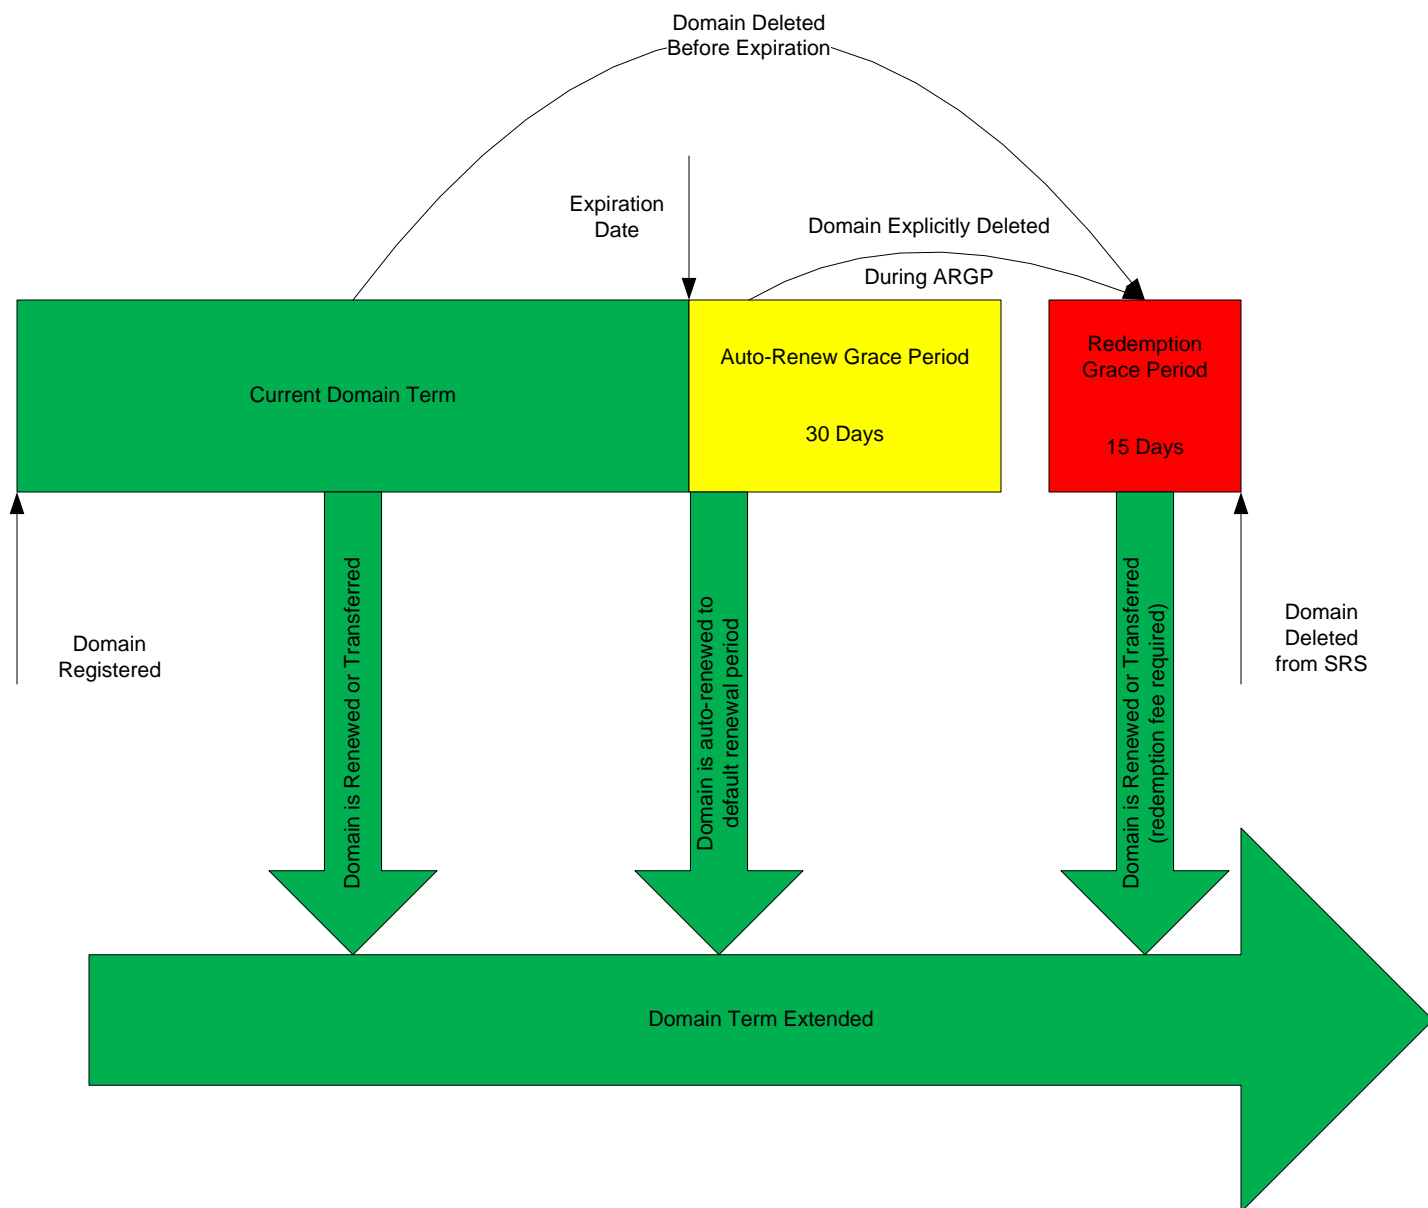 Domain Deleted
Before Expiration
Expiration
Date
Domain Explicitly Deleted
During ARGP
Current Domain Term
Auto-Renew Grace Period
30 Days
Redemption
Grace Period
15 Days
Domain
Registered
Domain is Renewed or Transferred
Domain is auto-renewed to
default renewal period
Domain is Renewed or Transferred
(redemption fee required)
Domain
Deleted
from SRS
Domain Term Extended